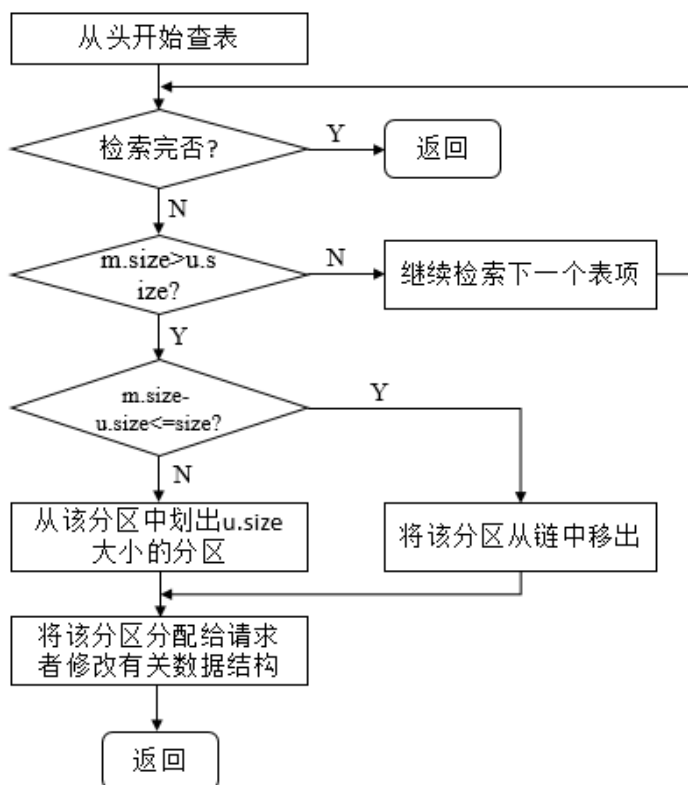 从头开始查表
检索完否?
Y
返回
N
m.size>u.s
ize?
N
继续检索下一个表项
Y
m.size-
u.size<=size?
Y
N
从该分区中划出u.size
大小的分区
将该分区从链中移出
将该分区分配给请求
者修改有关数据结构
返回